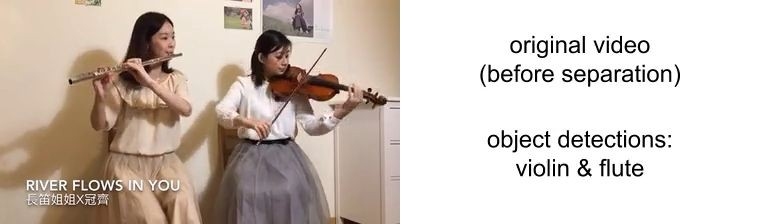 RIVER FLOWS IN YOU
長笛姐姐X冠齊
original video
(before separation)
object detections:
violin & flute